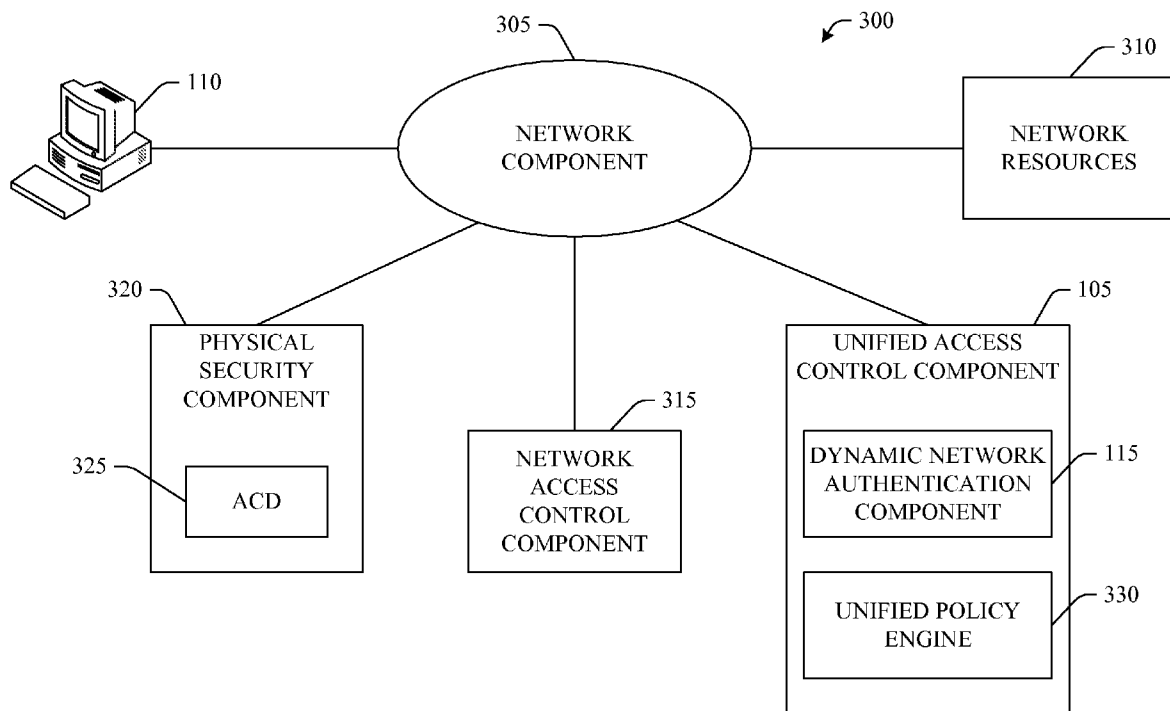 305
300
310
110
NETWORK
COMPONENT
NETWORK
RESOURCES
320
PHYSICAL
SECURITY
COMPONENT
325
ACD
315
NETWORK
ACCESS
CONTROL
COMPONENT
105
UNIFIED ACCESS
CONTROL COMPONENT
DYNAMIC NETWORK
AUTHENTICATION
COMPONENT
115
UNIFIED POLICY
ENGINE
330